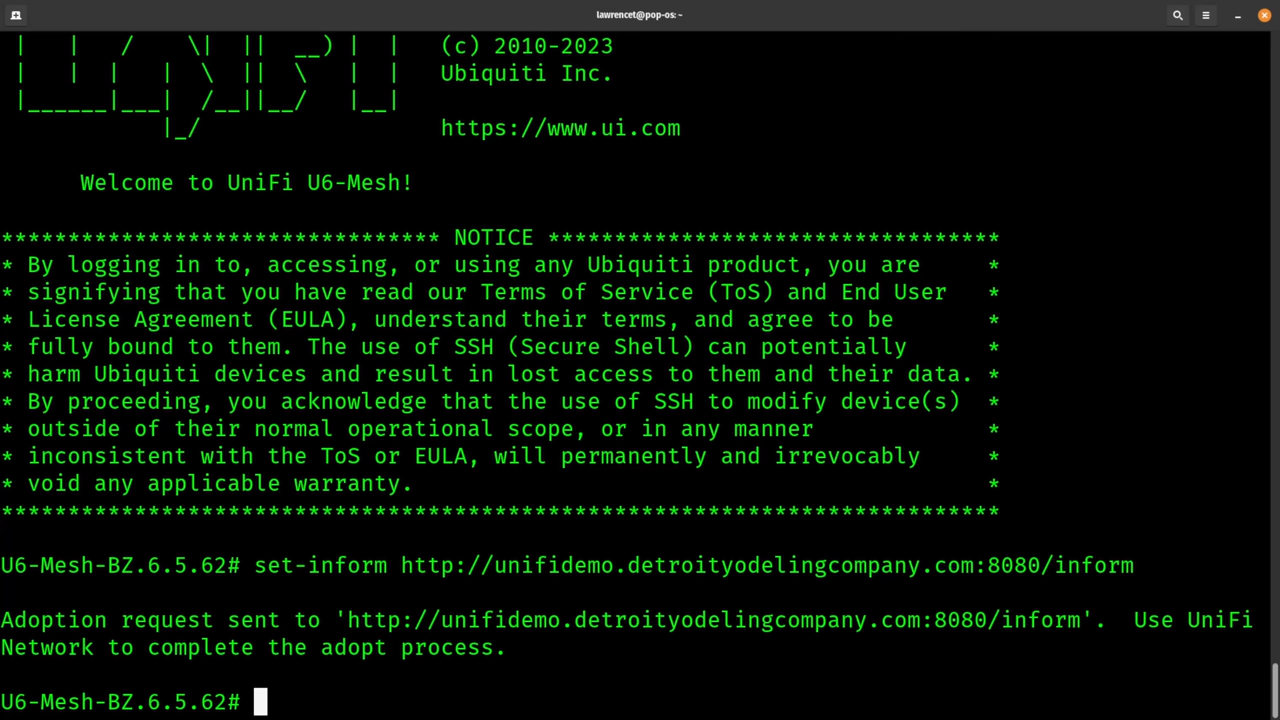 lawrencet@pop-os: ~
| | / \| || __) | | (c) 2010-2023
| | | | \ || \ | | Ubiquiti Inc.
|______|___| /__||__/ |__|
|_/ https://www.ui.com
Welcome to UniFi U6-Mesh!
********************************* NOTICE **********************************
* By logging in to, accessing, or using any Ubiquiti product, you are *
* signifying that you have read our Terms of Service (ToS) and End User *
* License Agreement (EULA), understand their terms, and agree to be *
* fully bound to them. The use of SSH (Secure Shell) can potentially *
* harm Ubiquiti devices and result in lost access to them and their data. *
* By proceeding, you acknowledge that the use of SSH to modify device(s) *
* outside of their normal operational scope, or in any manner *
* inconsistent with the ToS or EULA, will permanently and irrevocably *
* void any applicable warranty. *
***************************************************************************
U6-Mesh-BZ.6.5.62# set-inform http://unifidemo.detroityodelingcompany.com:8080/inform
Adoption request sent to 'http://unifidemo.detroityodelingcompany.com:8080/inform'.  Use UniFi
Network to complete the adopt process.
U6-Mesh-BZ.6.5.62#